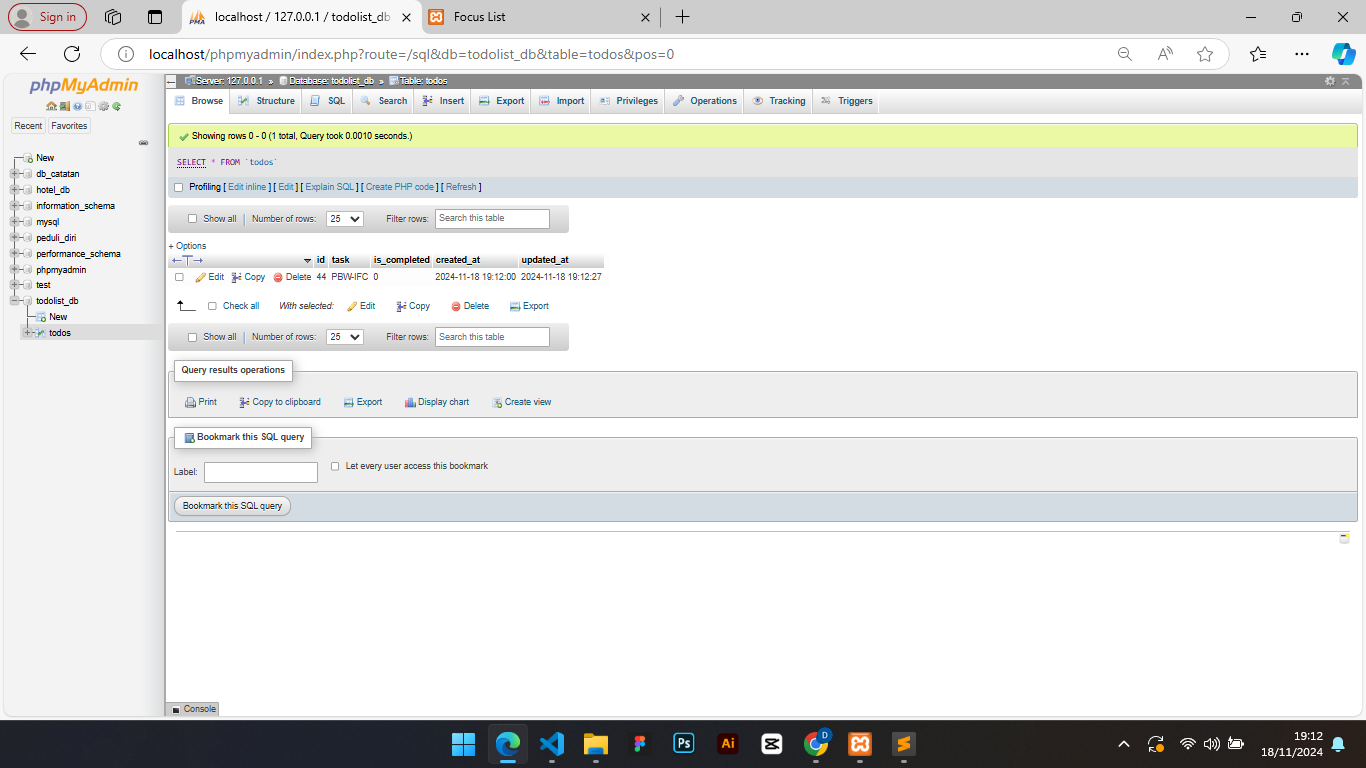 Sign in
localhost / 127.0.0.1 / todolist_db
Focus List
localhost/phpmyadmin/index.php?route=/sql&db=todolist_db&table=todos&pos=0
phpMyAdmin
Recent Favorites
New
db_catatan
hotel_db
information_schema
mysql
peduli_diri
performance_schema
phpmyadmin
test
todolist_db
New
todos
Server: 127.0.0.1 » Database: todolist_db » Table: todos
Browse Structure SQL Search Insert Export Import Privileges Operations Tracking Triggers
Showing rows 0 - 0 (1 total, Query took 0.0010 seconds.)
SELECT * FROM `todos`
Profiling [ Edit inline ] [ Edit ] [ Explain SQL ] [ Create PHP code ] [ Refresh ]
Show all Number of rows: 25 Filter rows: Search this table
+ Options
id task is_completed created_at updated_at
Edit Copy Delete 44 PBW-IFC 0 2024-11-18 19:12:00 2024-11-18 19:12:27
Check all With selected: Edit Copy Delete Export
Show all Number of rows: 25 Filter rows: Search this table
Query results operations
Print Copy to clipboard Export Display chart Create view
Bookmark this SQL query
Label: Let every user access this bookmark
Bookmark this SQL query
Console
Ps Ai D
19:12
18/11/2024